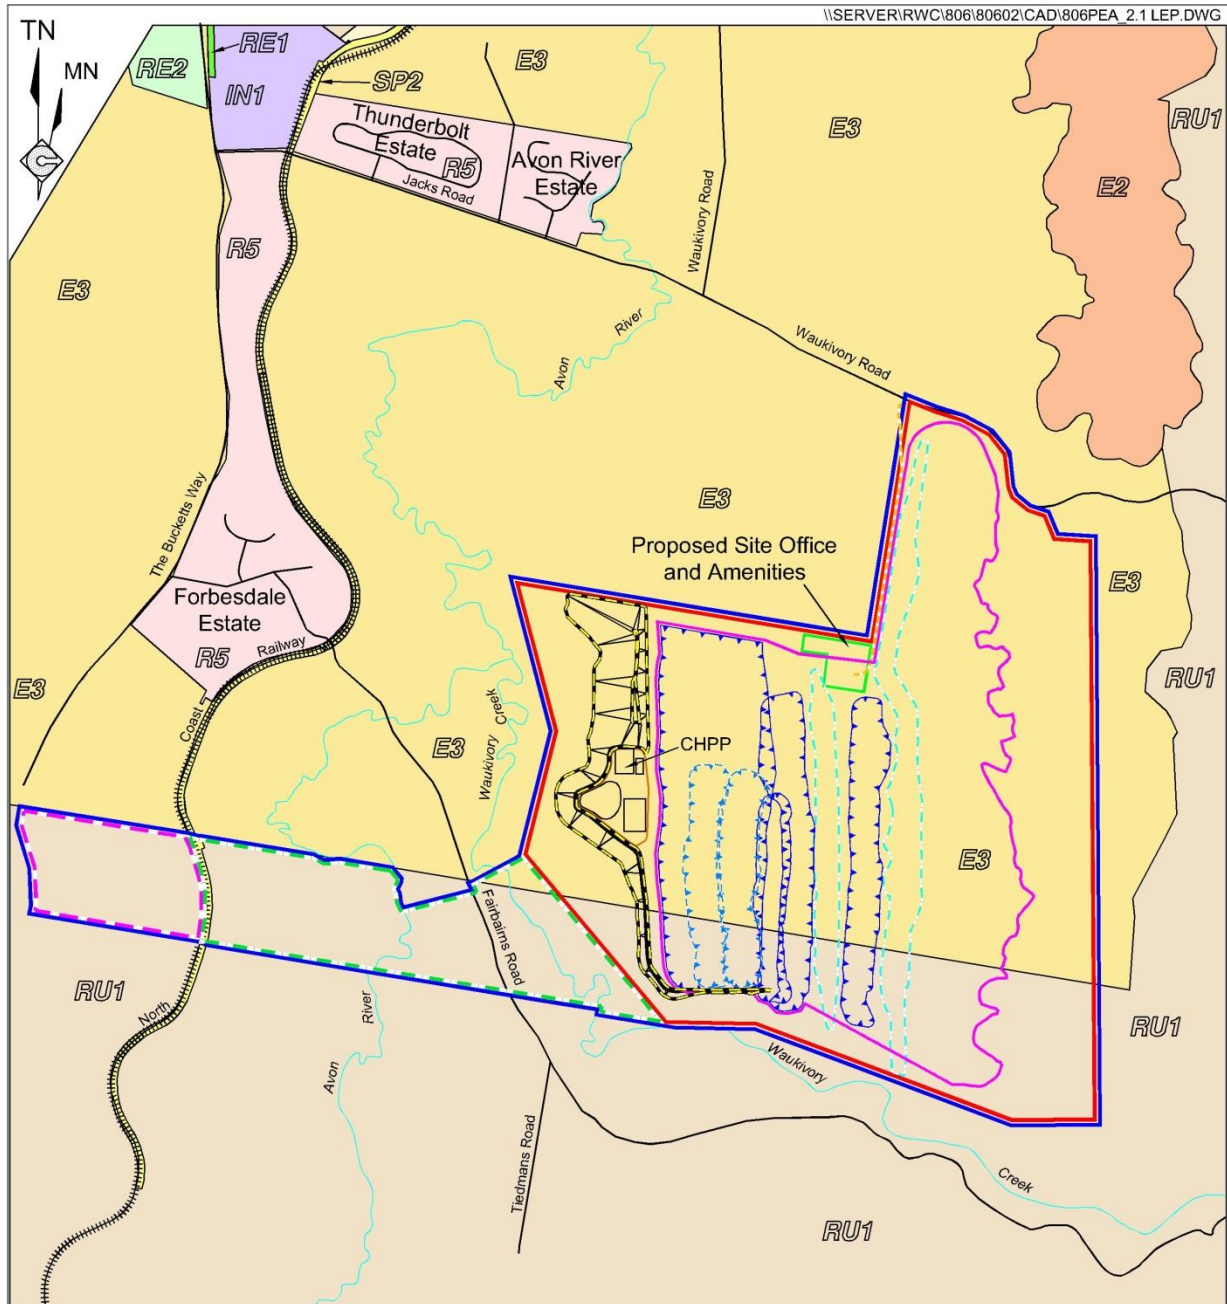 \\SERVER\RWC\806\80602\CAD\806PEA_2.1 LEP.DWG
TN
MN
RE1
RE2
IN1
SP2
E3
E3
RU1
Thunderbolt
Estate
R5
Avon River
Estate
Jacks Road
E2
Waukivory Road
R5
E3
Avon
River
Waukivory Road
E3
The Bucketts Way
Proposed Site Office
and Amenities
E3
Forbesdale
Estate
Railway
R5
Coast
E3
RU1
Waukivory
Creek
E3
CHPP
E3
Fairbairns Road
RU1
North
River
Avon
RU1
Waukivory
Creek
Tiedmans Road
RU1